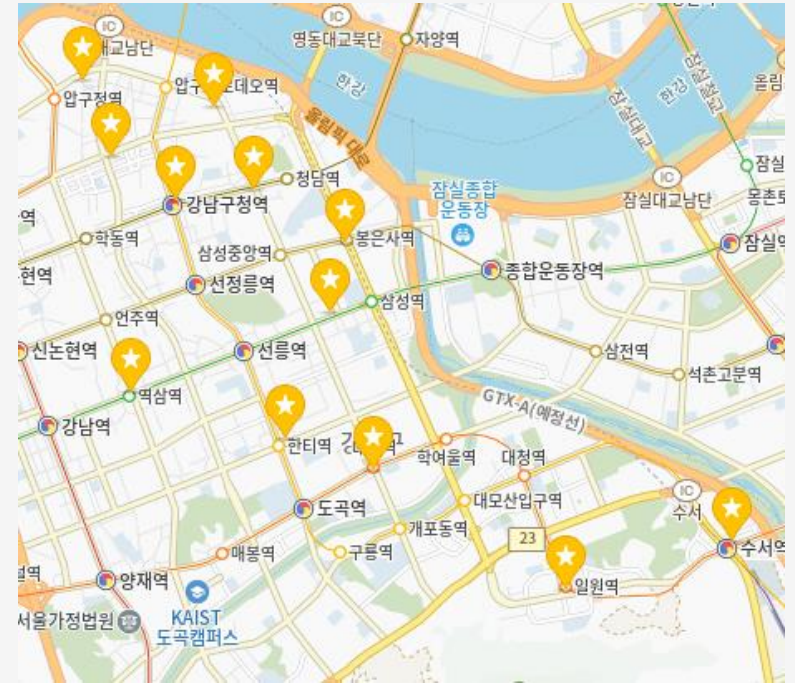 IC
대교남단
영동대교북단
자양역
압구정역
압구
로데오역
한강
올림픽 대로
잠실대교
한강
잠실철교
올림
IC
잠실대교남단
잠실
몽촌토
잠실역
청담역
잠실종합
운동장
강남구청역
역
학동역
삼성중앙역
봉은사역
현역
선정릉역
종합운동장역
언주역
삼성역
신논현역
선릉역
삼전역
석촌고분역
역삼역
GTX-A(예정선)
강남역
한티역
학여울역
대청역
도곡역
대모산입구역
IC
수서
개포동역
23
매봉역
구룡역
수서역
일원역
양재역
서울가정법원
KAIST
도곡캠퍼스